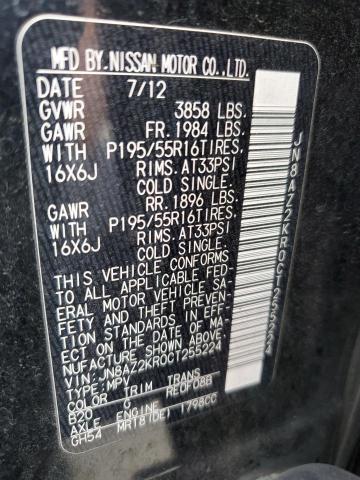 MFD BY.NISSAN MOTOR CO.,LTD.
DATE 7/12
GVWR 3858 LBS.
GAWR FR. 1984 LBS.
WITH P195/55R16TIRES,
16X6J RIMS.AT33PSI
COLD SINGLE.
GAWR RR. 1896 LBS.
WITH P195/55R16TIRES,
16X6J RIMS.AT33PSI
COLD SINGLE.
THIS VEHICLE CONFORMS
TO ALL APPLICABLE FED-
ERAL MOTOR VEHICLE SA-
FETY AND THEFT PREVEN-
TION STANDARDS IN EFF-
ECT ON THE DATE OF MA-
NUFACTURE SHOWN ABOVE.
VIN: JN8AZ2KR0CT255224
TYPE:MPV
COLOR TRIM TRANS
B20 G RE0F08B
AXLE ENGINE
GH54 MR18(DE) 1798CC
JN8AZ2KR0CT255224